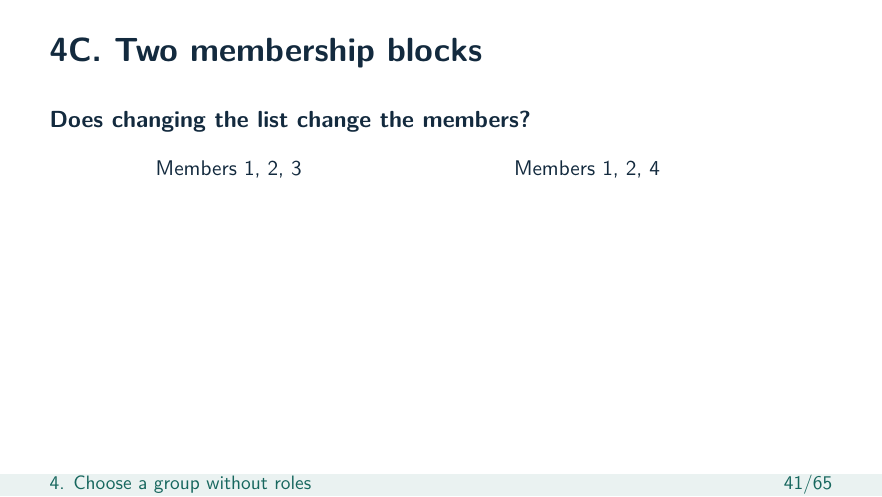 4C. Two membership blocks
Does changing the list change the members?
Members 1, 2, 3
Members 1, 2, 4
4. Choose a group without roles
41/65